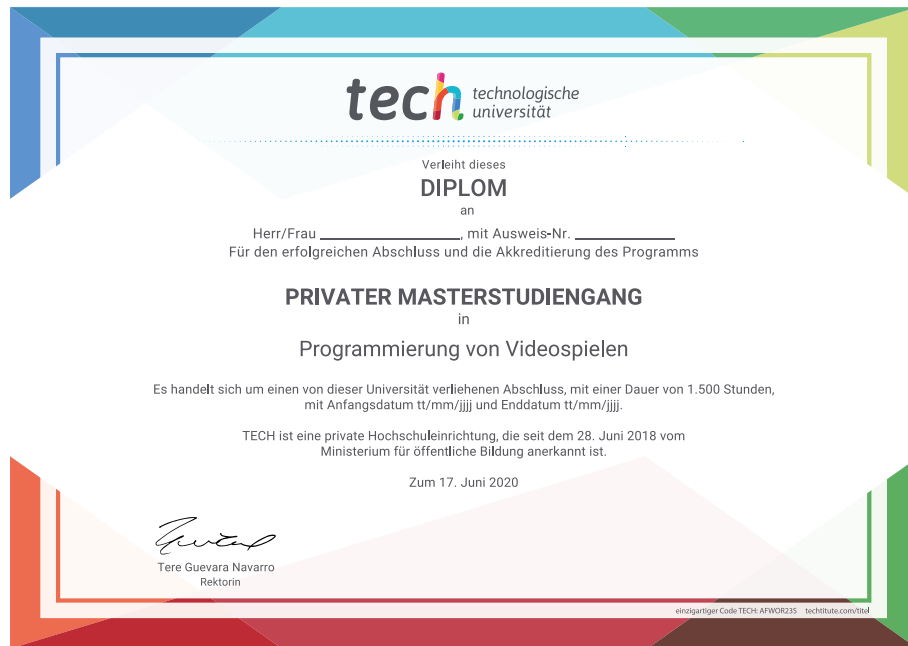 tech technologische
universität
Verleiht dieses
DIPLOM
an
Herr/Frau ____________________, mit Ausweis-Nr. ______________
Für den erfolgreichen Abschluss und die Akkreditierung des Programms
PRIVATER MASTERSTUDIENGANG
in
Programmierung von Videospielen
Es handelt sich um einen von dieser Universität verliehenen Abschluss, mit einer Dauer von 1.500 Stunden,
mit Anfangsdatum tt/mm/jjjj und Enddatum tt/mm/jjjj.
TECH ist eine private Hochschuleinrichtung, die seit dem 28. Juni 2018 vom
Ministerium für öffentliche Bildung anerkannt ist.
Zum 17. Juni 2020
Tere Guevara Navarro
Rektorin
einzigartiger Code TECH: AFWOR23S techtitute.com/titel